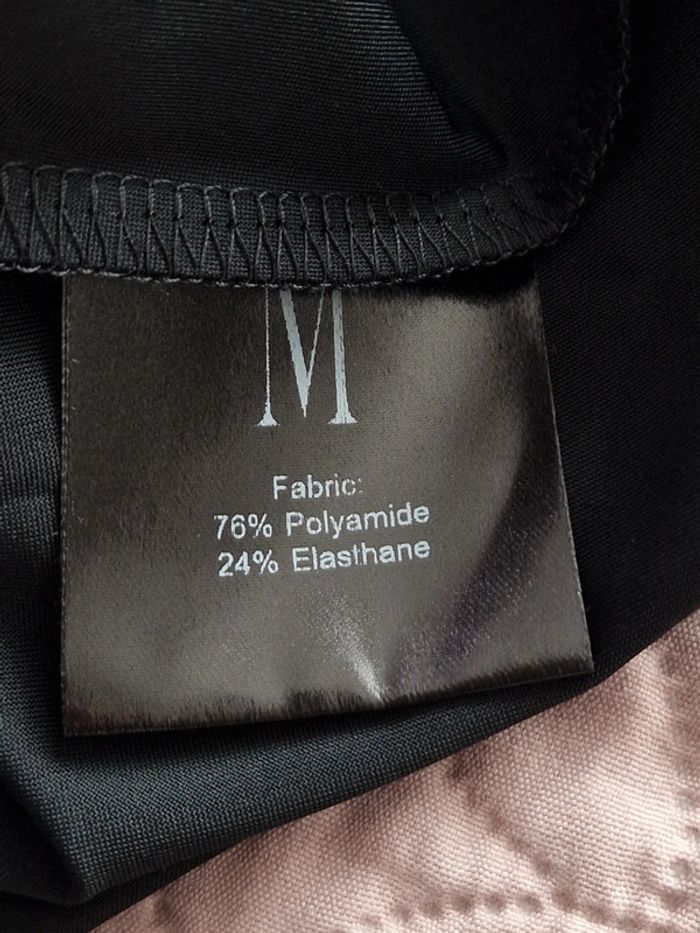 M
Fabric:
76% Polyamide
24% Elasthane